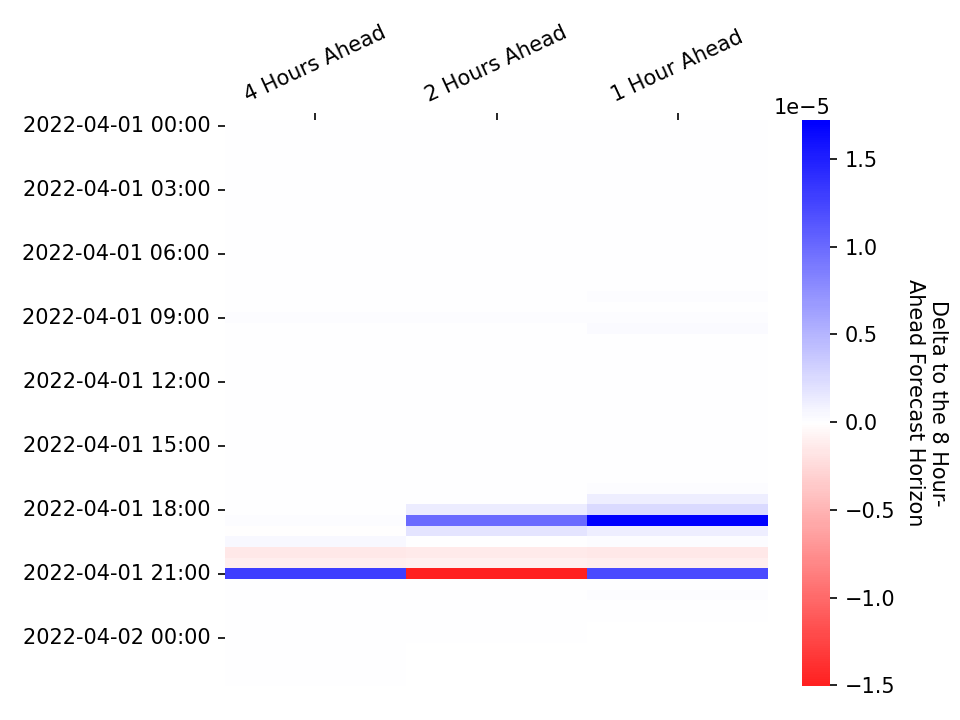 4 Hours Ahead
2 Hours Ahead
1 Hour Ahead
1e−5
2022-04-01 00:00
2022-04-01 03:00
2022-04-01 06:00
2022-04-01 09:00
2022-04-01 12:00
2022-04-01 15:00
2022-04-01 18:00
2022-04-01 21:00
2022-04-02 00:00
1.5
1.0
0.5
0.0
−0.5
−1.0
−1.5
Delta to the 8 Hour-
Ahead Forecast Horizon